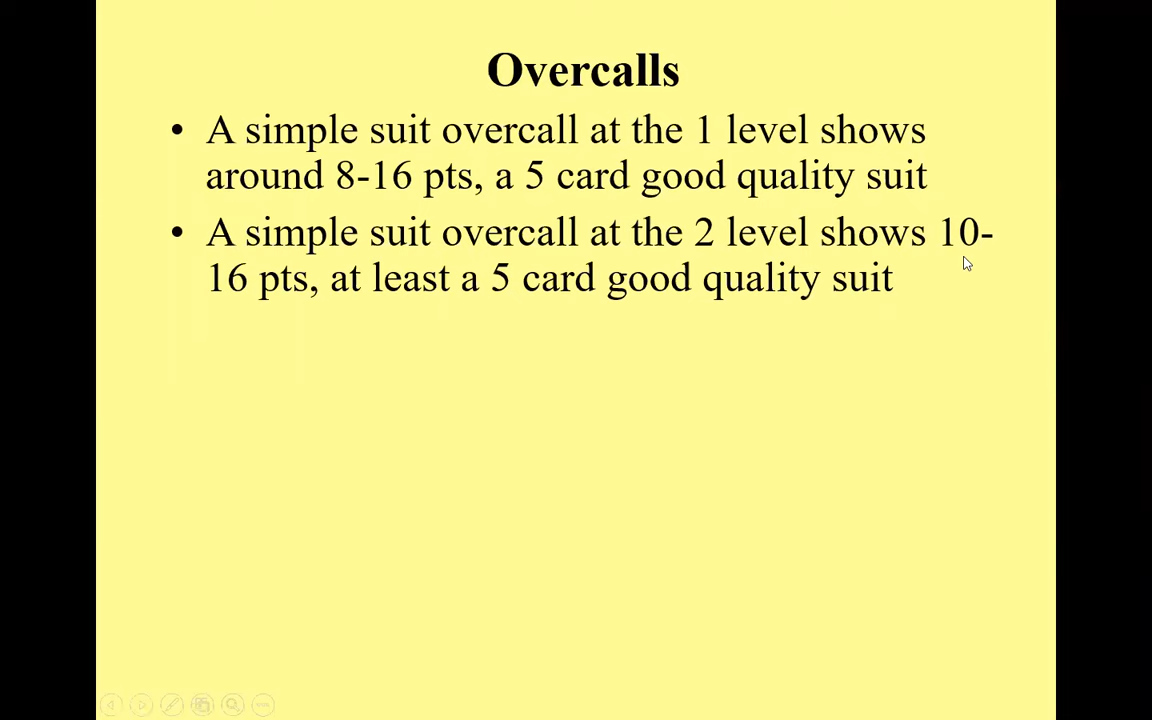 Overcalls
• A simple suit overcall at the 1 level shows
around 8-16 pts, a 5 card good quality suit
• A simple suit overcall at the 2 level shows 10-
16 pts, at least a 5 card good quality suit